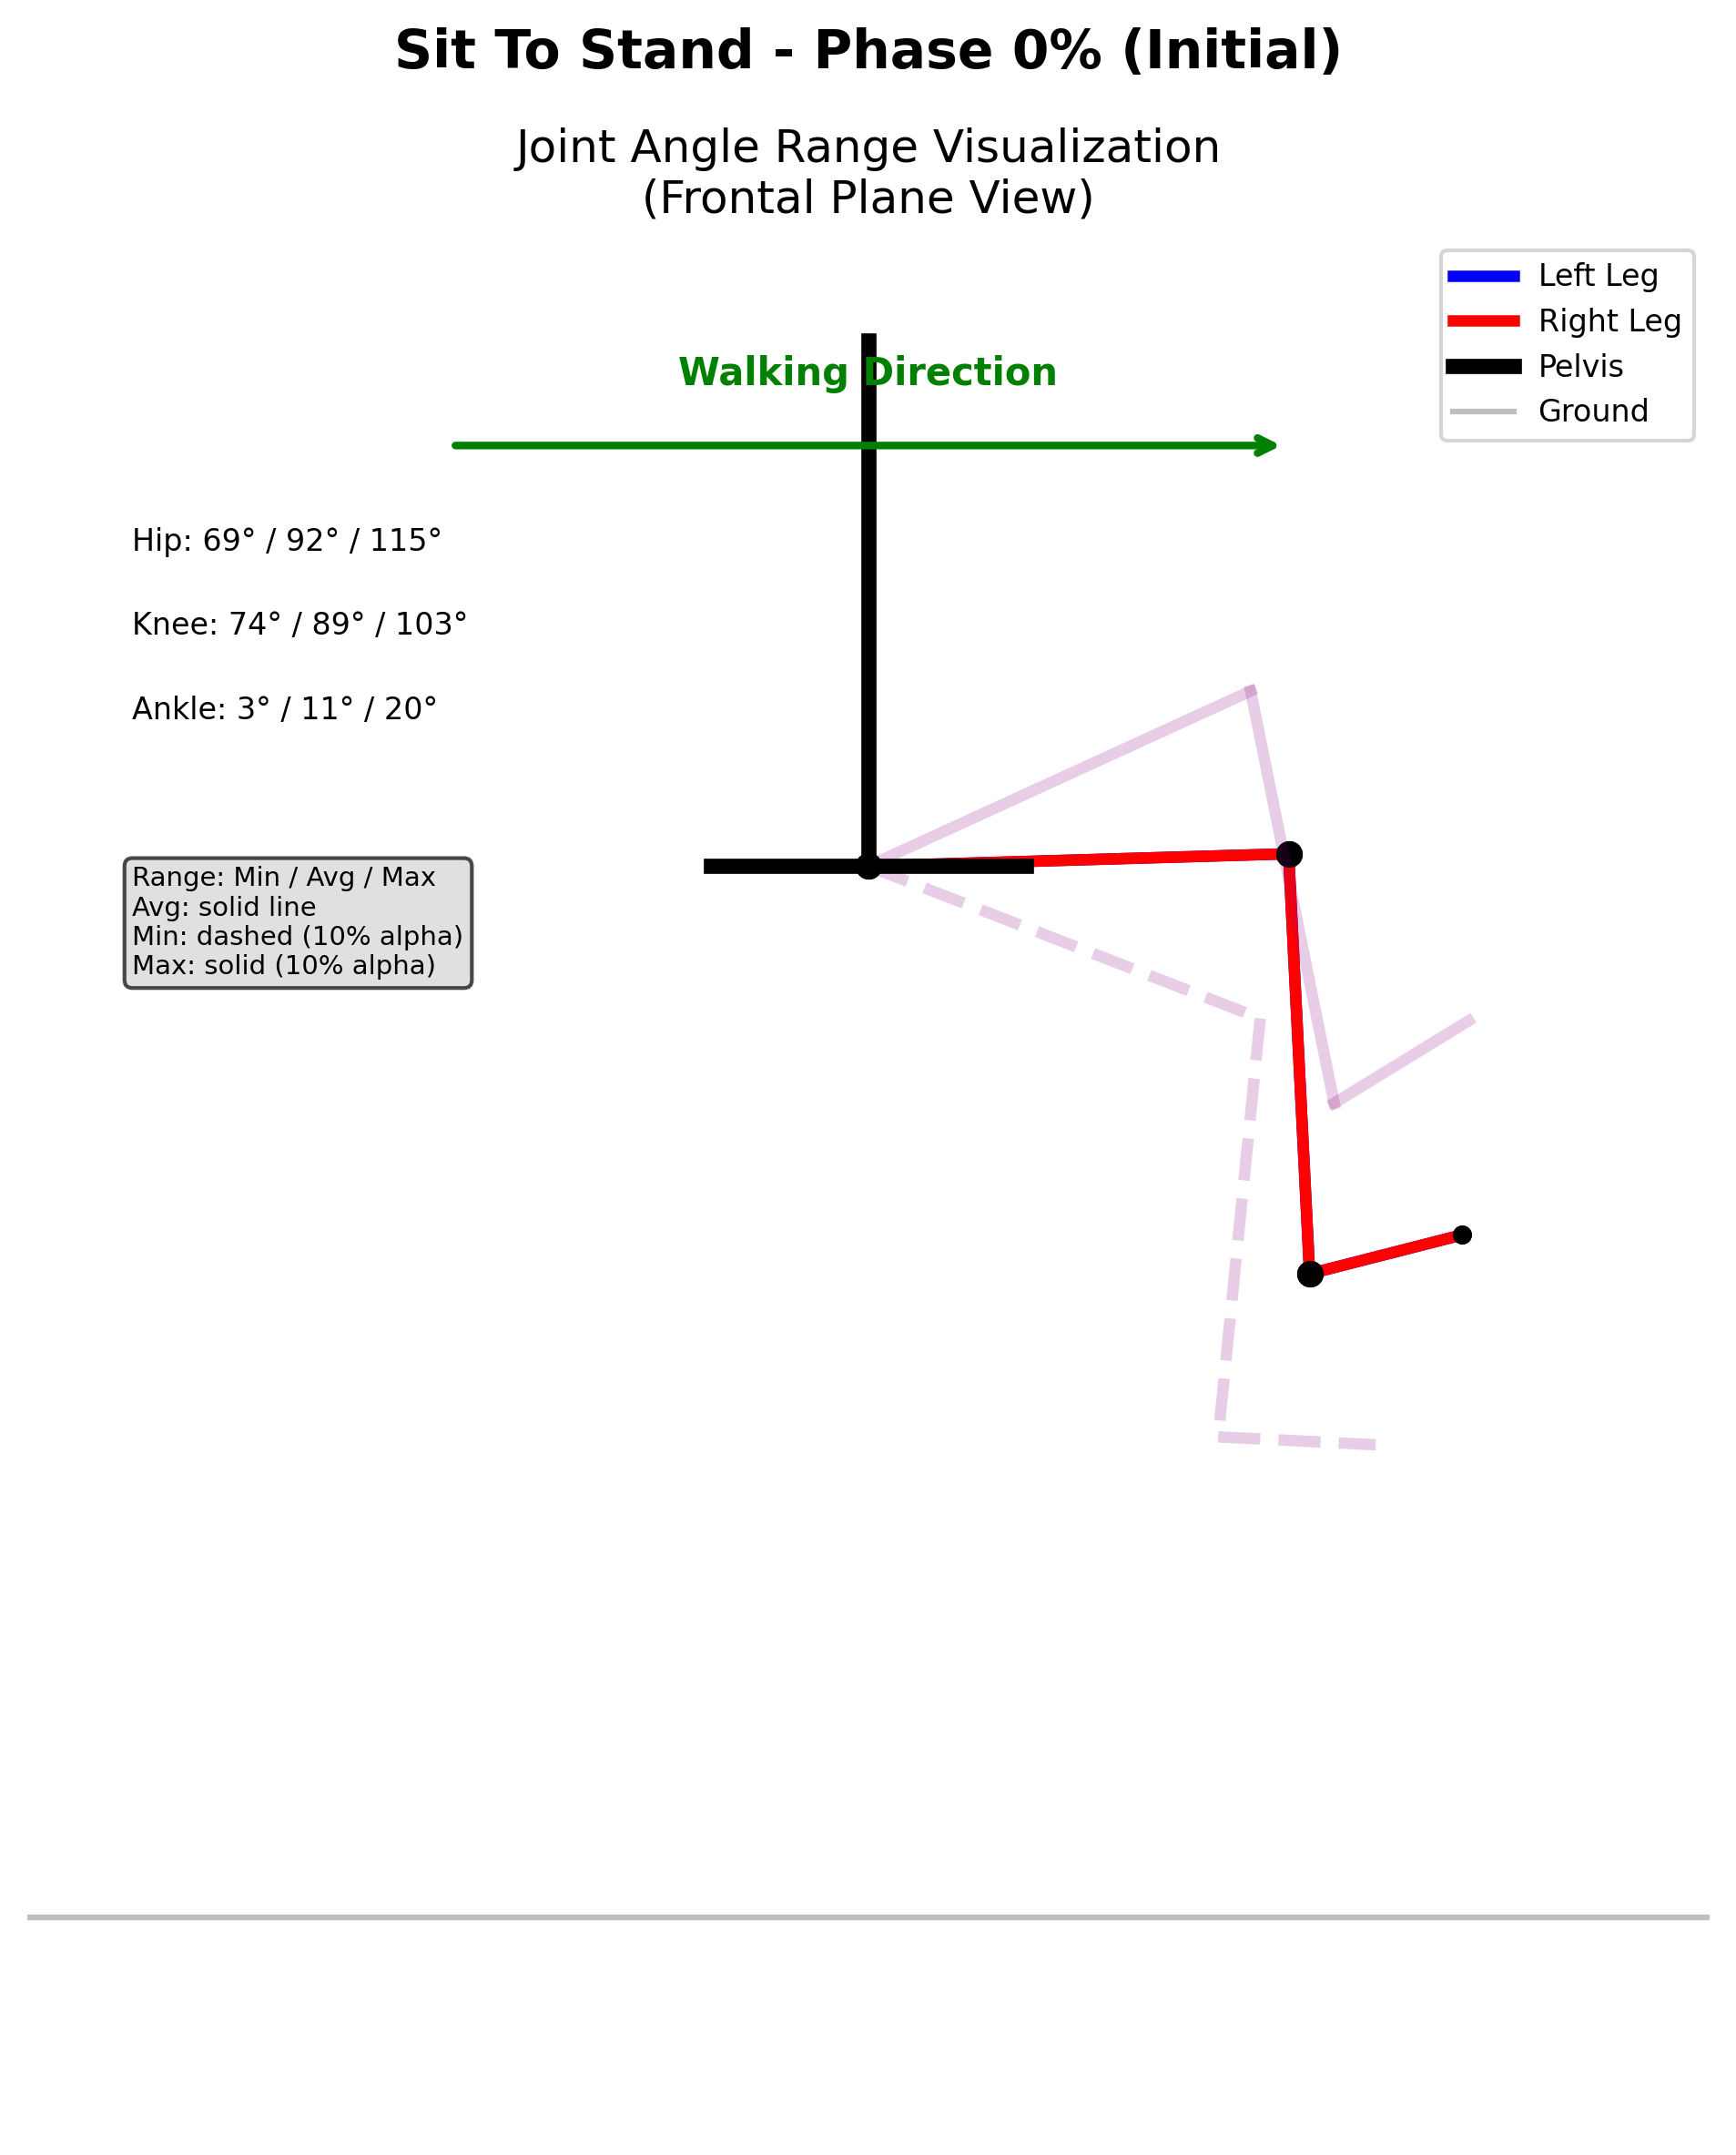 Sit To Stand - Phase 0% (Initial)
Joint Angle Range Visualization
(Frontal Plane View)
Left Leg
Right Leg
Pelvis
Ground
Walking Direction
Hip: 69° / 92° / 115°
Knee: 74° / 89° / 103°
Ankle: 3° / 11° / 20°
Range: Min / Avg / Max
Avg: solid line
Min: dashed (10% alpha)
Max: solid (10% alpha)